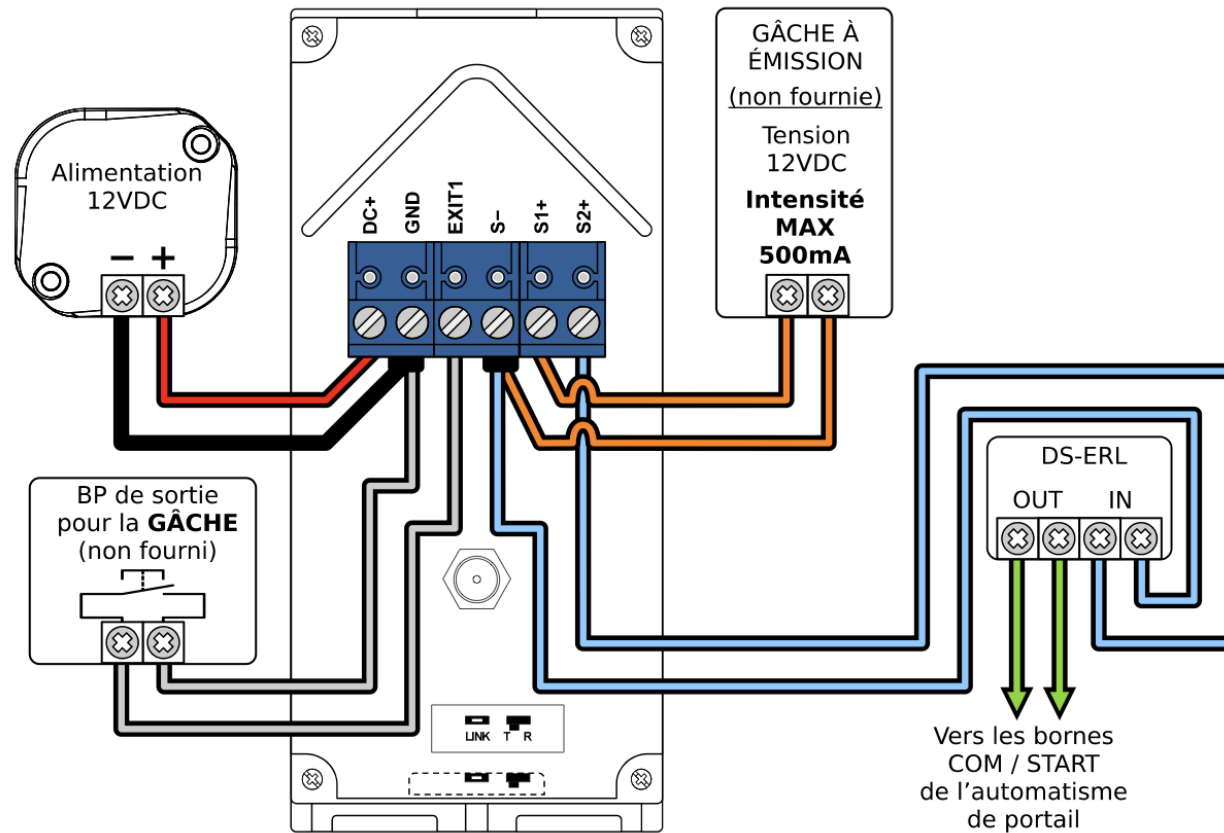 GÂCHE À
ÉMISSION
(non fournie)
Tension
12VDC
Intensité
MAX
500mA
Alimentation
12VDC
− +
DC+
GND
EXIT1
S−
S1+
S2+
BP de sortie
pour la GÂCHE
(non fourni)
DS-ERL
OUT IN
LINK T R
Vers les bornes
COM / START
de l’automatisme
de portail